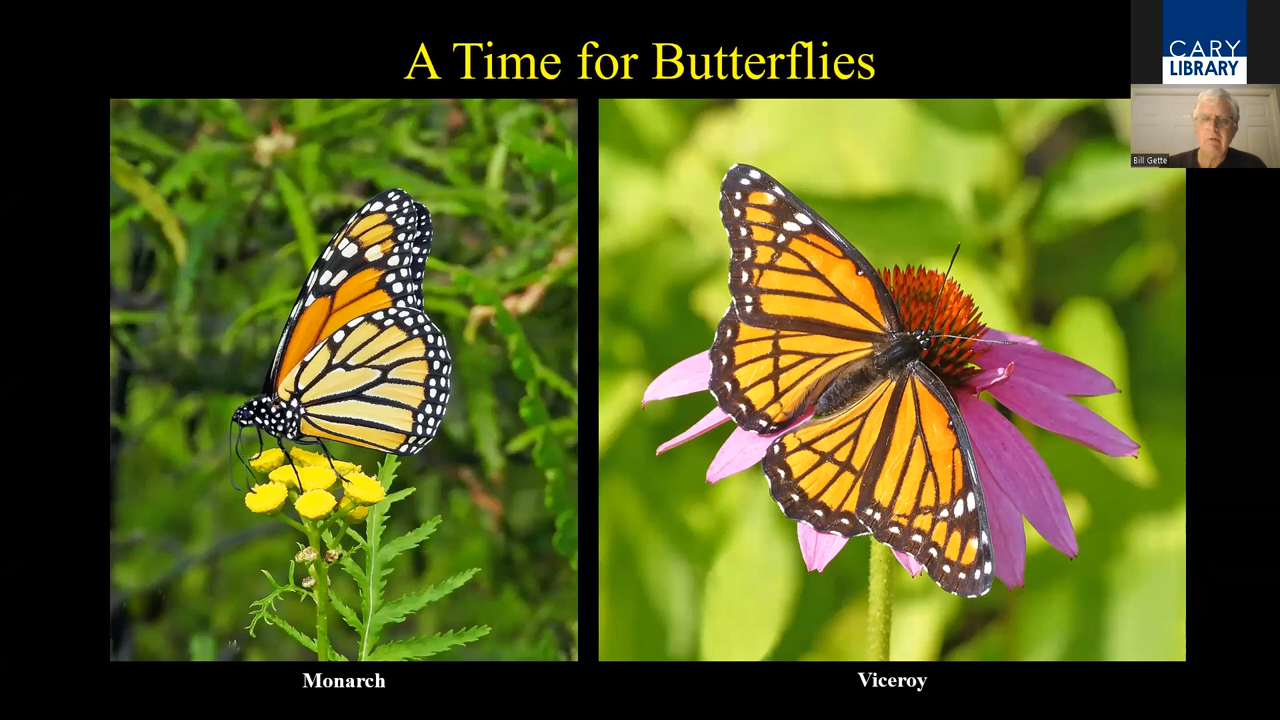 A Time for Butterflies
CARY
LIBRARY
Bill Gette
Monarch
Viceroy